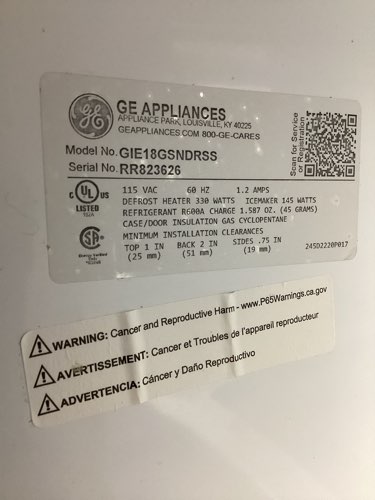 GE APPLIANCES
APPLIANCE PARK, LOUISVILLE, KY 40225
GEAPPLIANCES.COM 800-GE-CARES
Scan for Service
or Registration
Model No. GIE18GSNDRSS
Serial No. RR823626
C UL US
LISTED
115 VAC 60 HZ 1.2 AMPS
DEFROST HEATER 330 WATTS ICEMAKER 145 WATTS
REFRIGERANT R600A CHARGE 1.587 OZ. (45 GRAMS)
CASE/DOOR INSULATION GAS CYCLOPENTANE
MINIMUM INSTALLATION CLEARANCES
TOP 1 IN BACK 2 IN SIDES .75 IN
(25 mm) (51 mm) (19 mm)
245D2220P017
Energy Verified
WARNING: Cancer and Reproductive Harm - www.P65Warnings.ca.gov
AVERTISSEMENT: Cancer et Troubles de l'appareil reproducteur
ADVERTENCIA: Cáncer y Daño Reproductivo